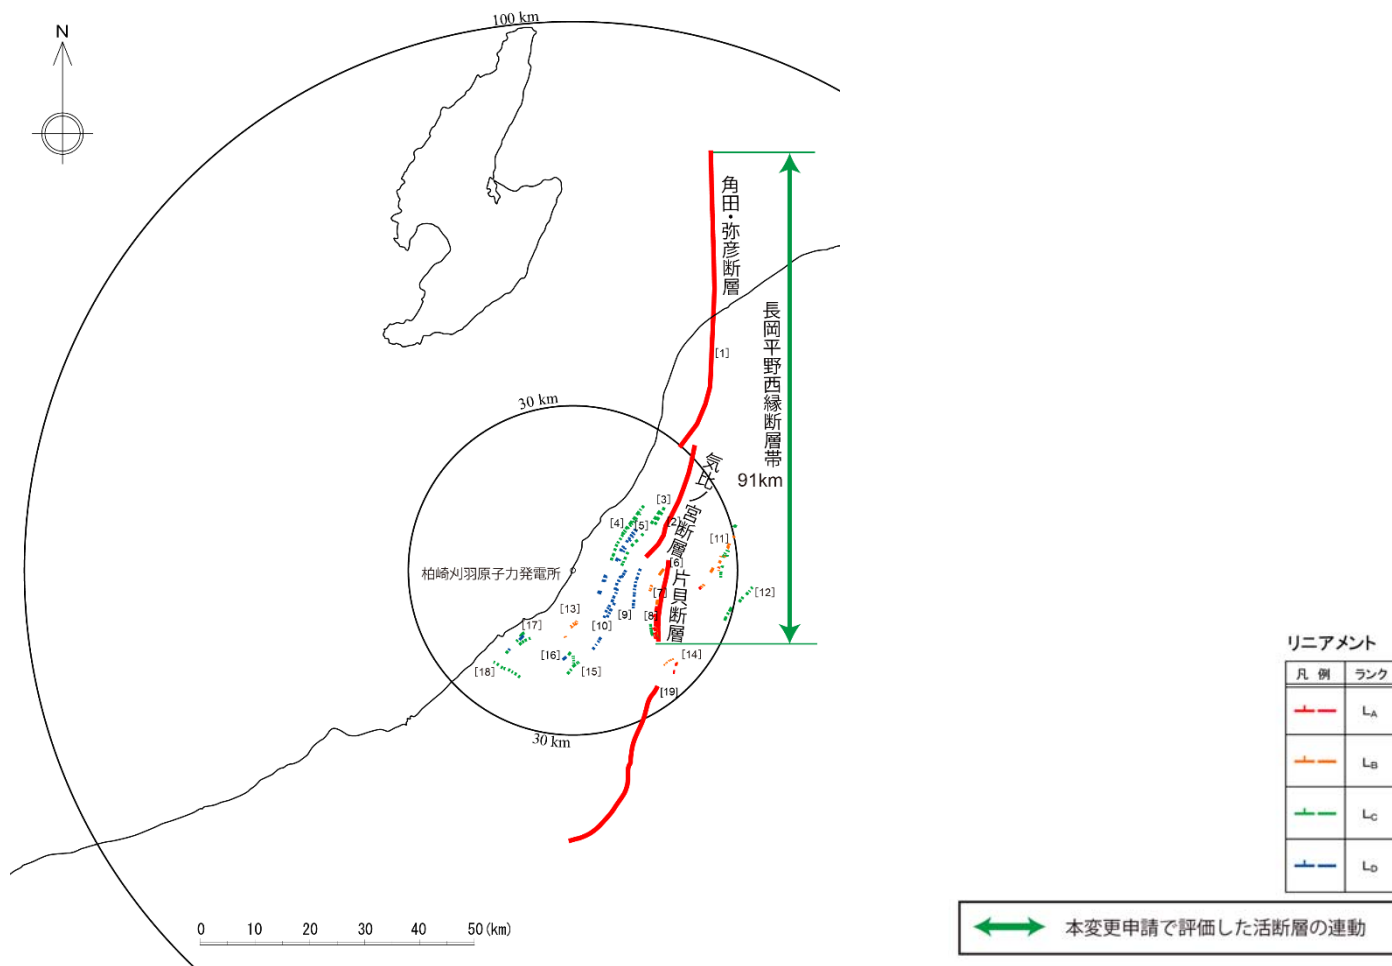 100 km
N
角田・弥彦断層
[1]
長岡平野西縁断層帯
91km
30 km
気比ノ宮断層
[3]
[4]
[5]
[2]
[11]
[6]
柏崎刈羽原子力発電所
片貝断層
[7]
[12]
[9]
[8]
[13]
[10]
[17]
[16]
[14]
[15]
[18]
[19]
30 km
0 10 20 30 40 50(km)
リニアメント
凡 例 ランク
LA
LB
LC
LD
本変更申請で評価した活断層の連動